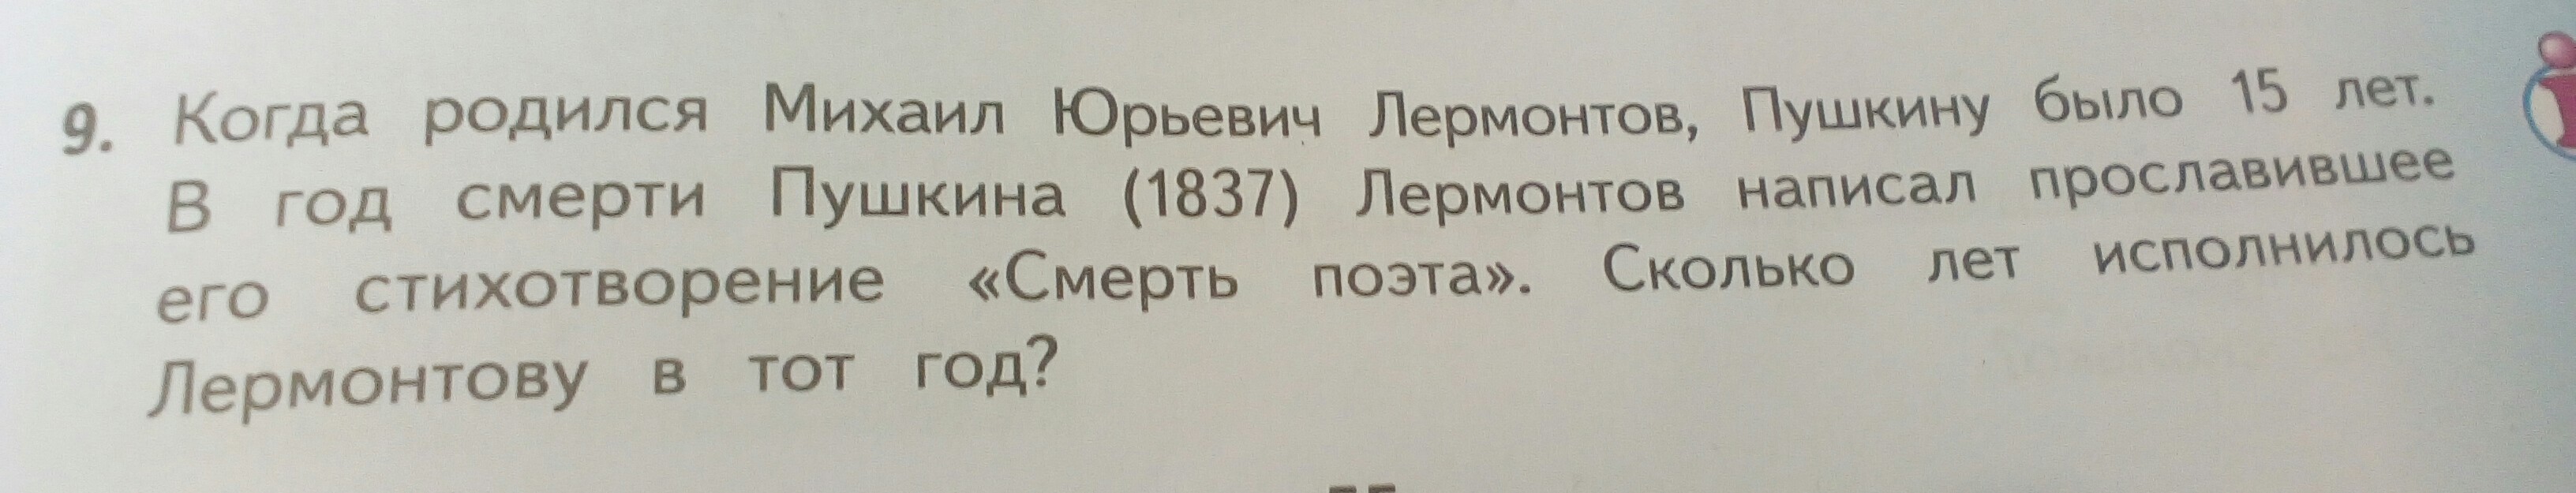 9. Когда родился Михаил Юрьевич Лермонтов, Пушкину было 15 лет.
В год смерти Пушкина (1837) Лермонтов написал прославившее
его стихотворение «Смерть поэта». Сколько лет исполнилось
Лермонтову в тот год?